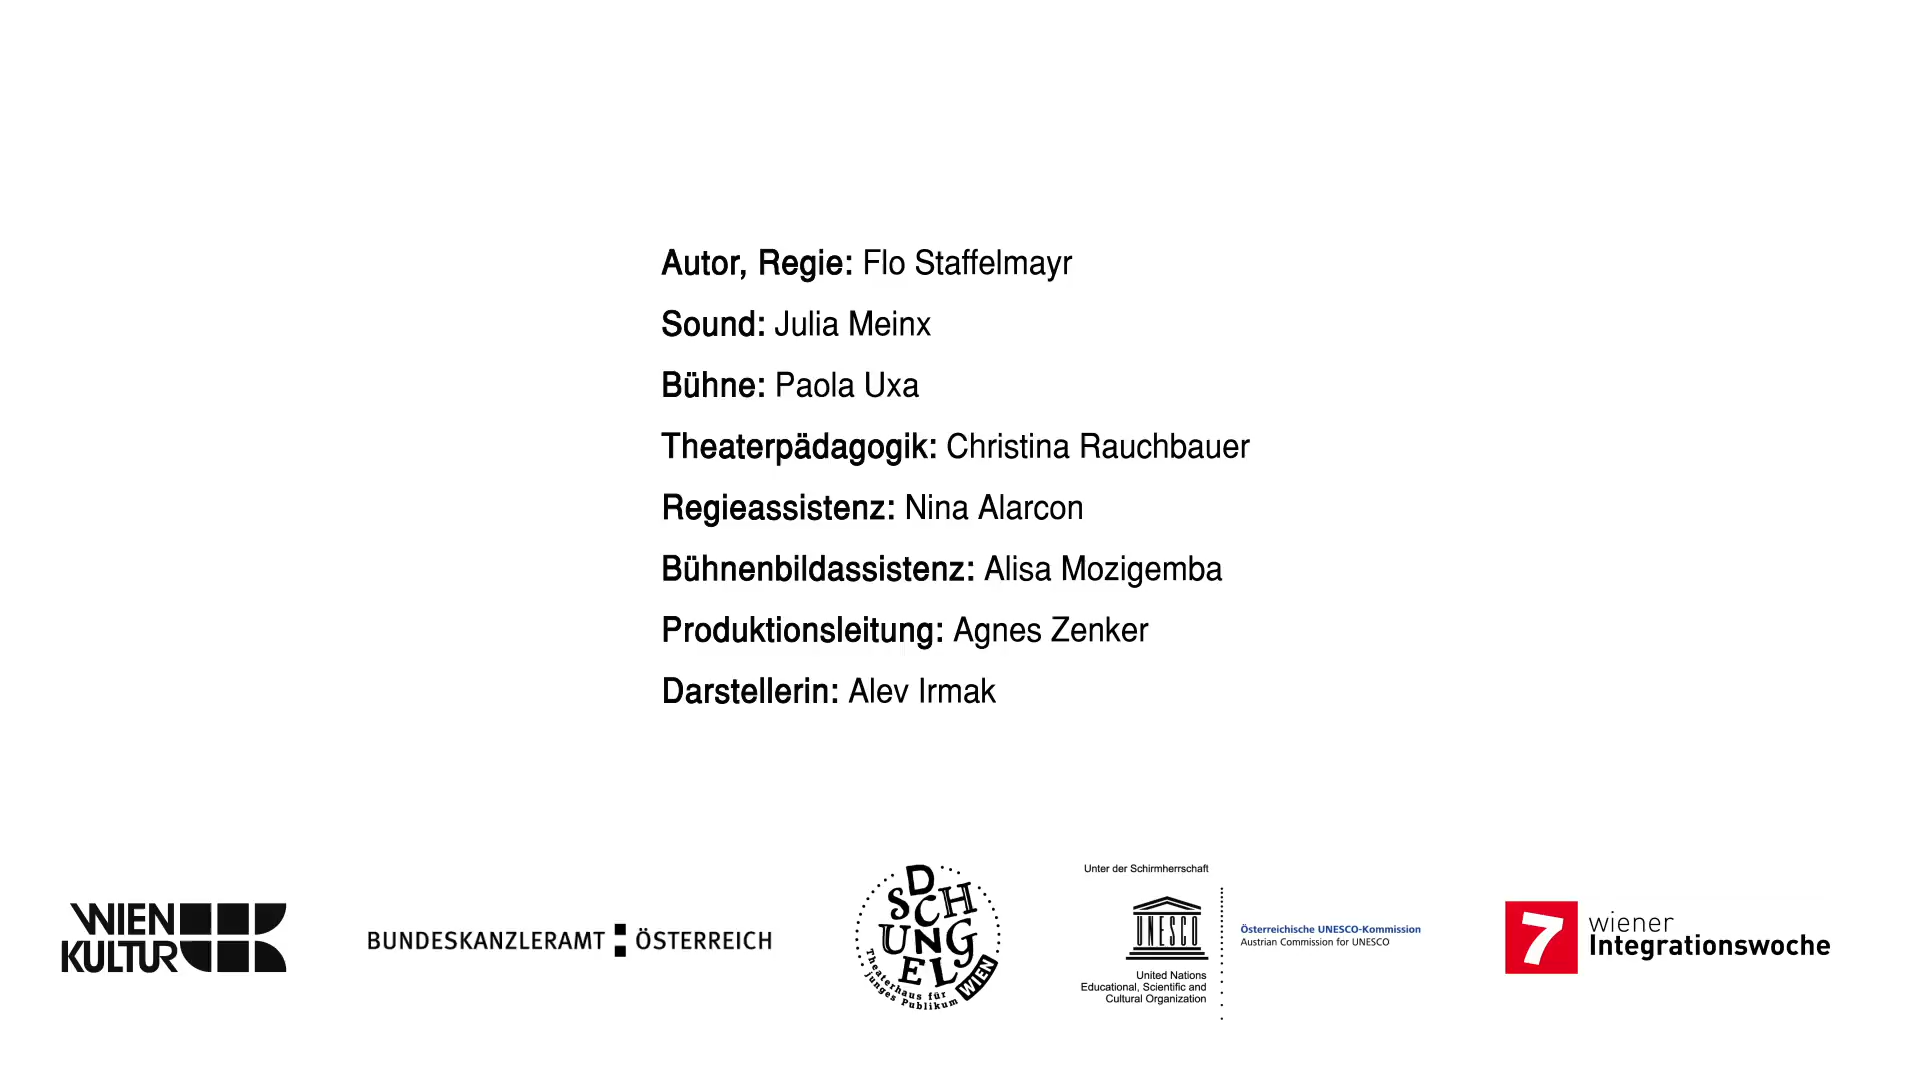 Autor, Regie: Flo Staffelmayr
Sound: Julia Meinx
Bühne: Paola Uxa
Theaterpädagogik: Christina Rauchbauer
Regieassistenz: Nina Alarcon
Bühnenbildassistenz: Alisa Mozigemba
Produktionsleitung: Agnes Zenker
Darstellerin: Alev Irmak
WIEN
KULTUR
BUNDESKANZLERAMT ÖSTERREICH
DSCHUNGEL
WIEN
Theaterhaus für
junges Publikum
Unter der Schirmherrschaft
UNESCO
United Nations
Educational, Scientific and
Cultural Organization
Österreichische UNESCO-Kommission
Austrian Commission for UNESCO
7
wiener
Integrationswoche